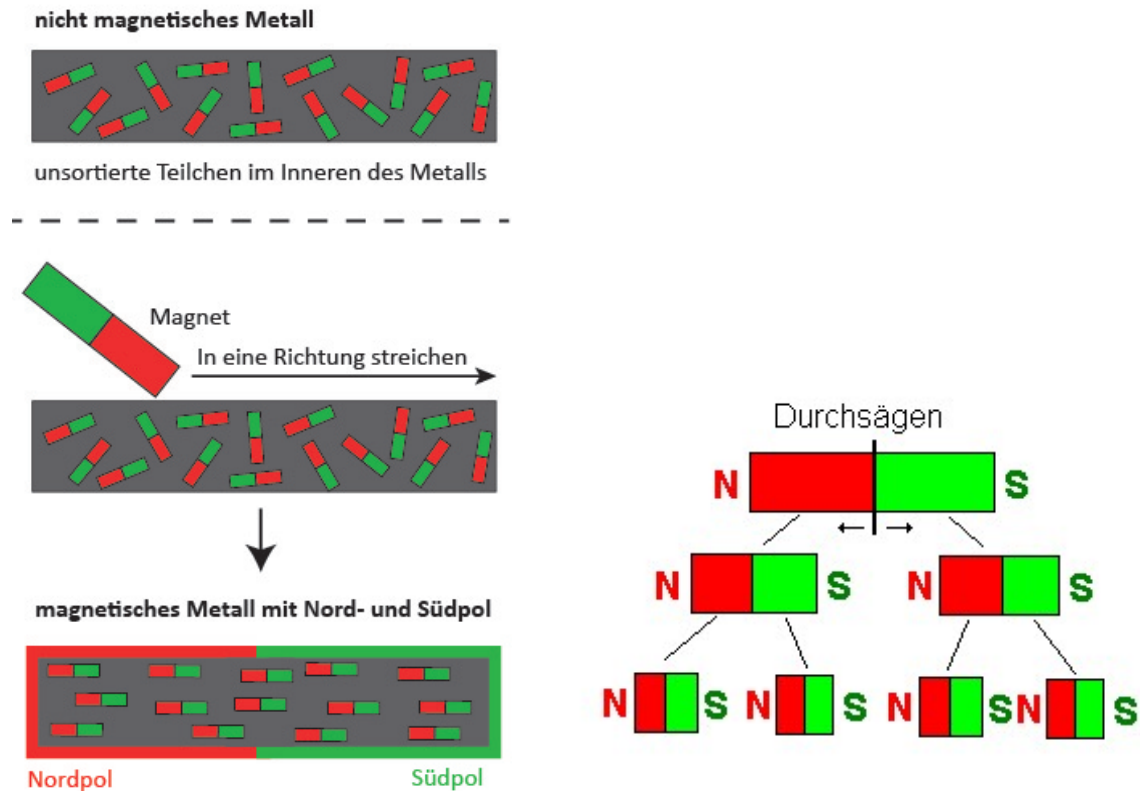 nicht magnetisches Metall
unsortierte Teilchen im Inneren des Metalls
Magnet
In eine Richtung streichen
magnetisches Metall mit Nord- und Südpol
Nordpol Südpol
Durchsägen
N S
N S N S
N S N S N S N S